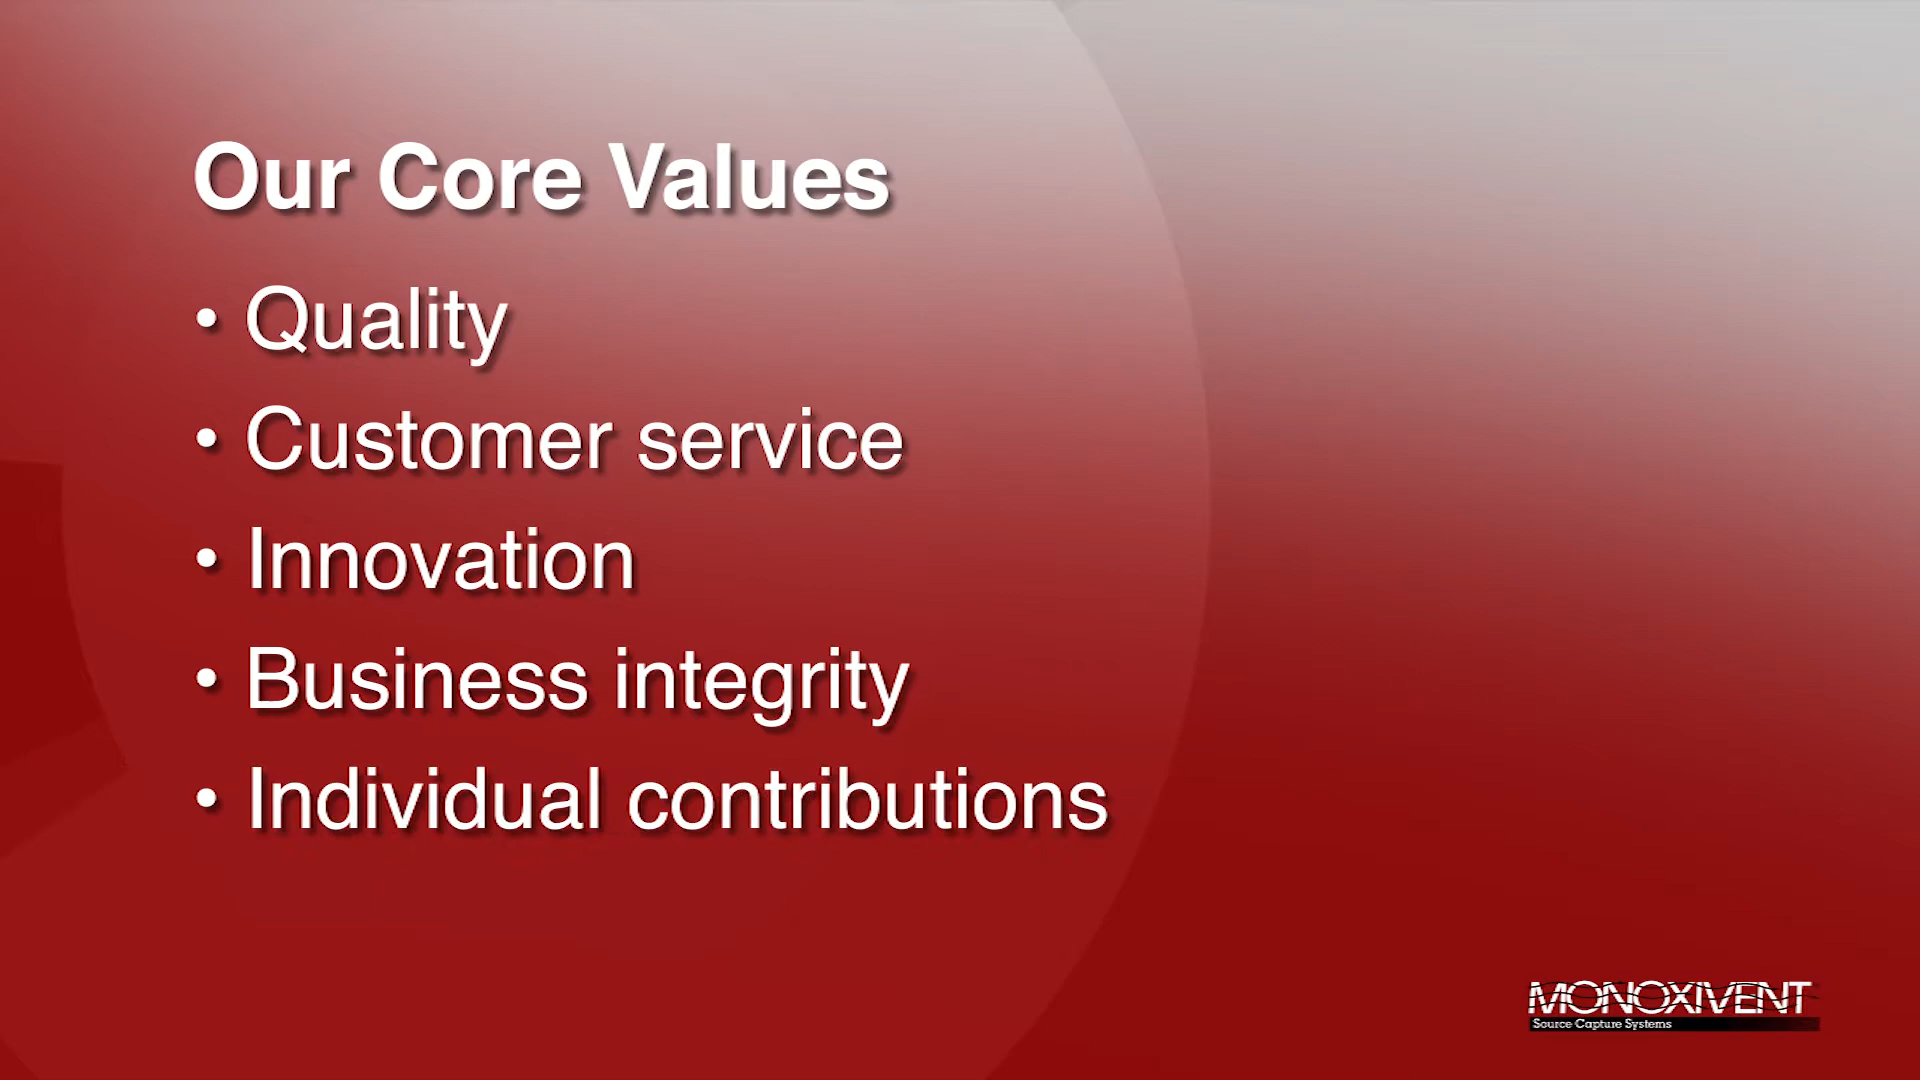 Our Core Values
• Quality
• Customer service
• Innovation
• Business integrity
• Individual contributions
MONOXIVENT
Source Capture Systems